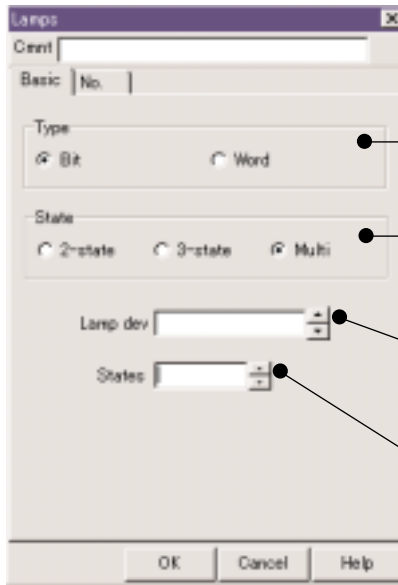 Lamps
Cmnt
Basic No.
Type
Bit Word
State
2-state 3-state Multi
Lamp dev
States
OK Cancel Help